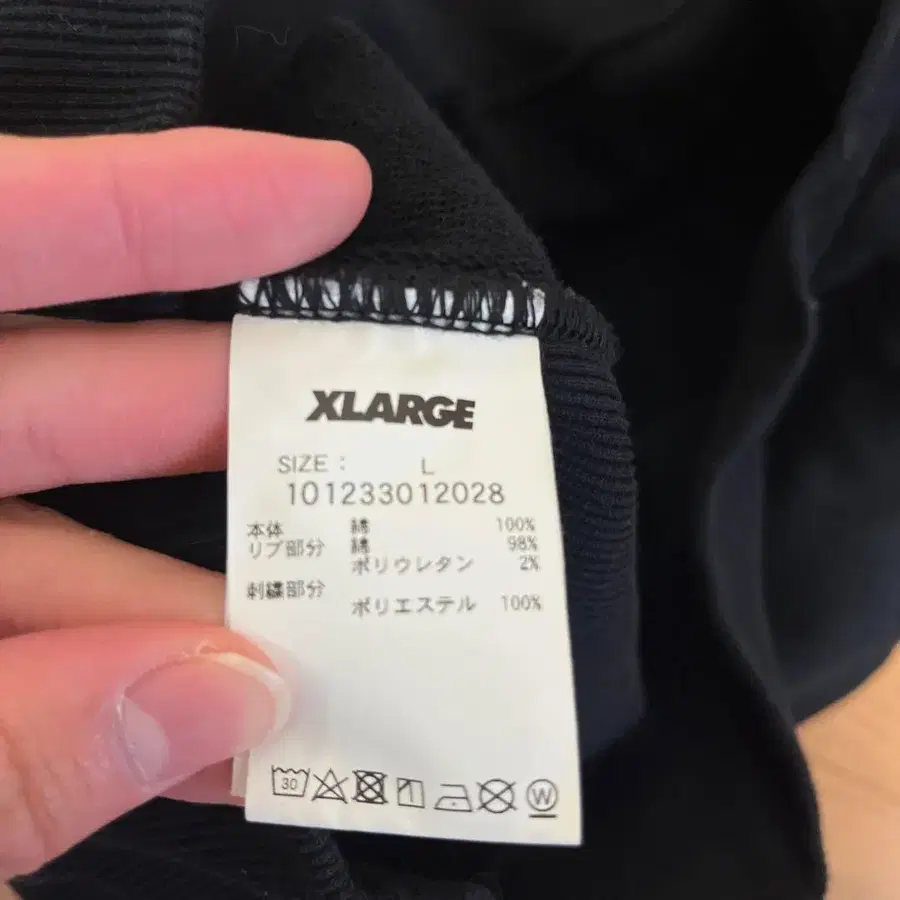 XLARGE
SIZE : L
101233012028
本体 綿 100%
リブ部分 綿 98%
ポリウレタン 2%
刺繍部分
ポリエステル 100%
30
W